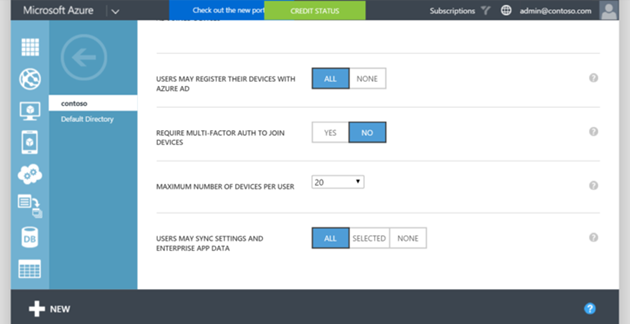 Microsoft Azure
Check out the new port
CREDIT STATUS
Subscriptions
admin@contoso.com
contoso
Default Directory
USERS MAY REGISTER THEIR DEVICES WITH
AZURE AD
ALL NONE
?
REQUIRE MULTI-FACTOR AUTH TO JOIN
DEVICES
YES NO
?
MAXIMUM NUMBER OF DEVICES PER USER
20
?
USERS MAY SYNC SETTINGS AND
ENTERPRISE APP DATA
ALL SELECTED NONE
?
DB
NEW
?